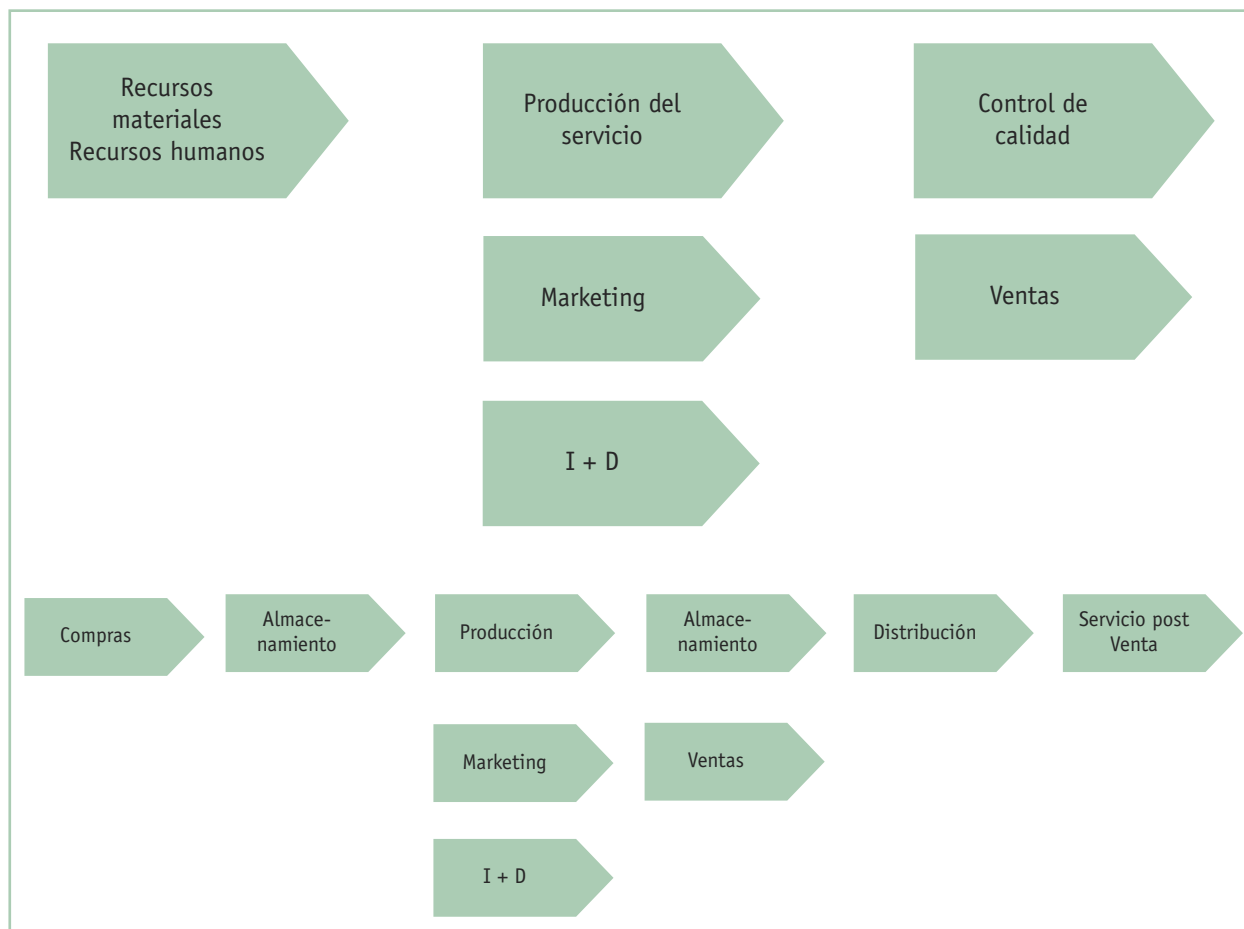 Recursos
materiales
Recursos humanos
Producción del
servicio
Control de
calidad
Marketing
Ventas
I + D
Compras
Almace-
namiento
Producción
Almace-
namiento
Distribución
Servicio post
Venta
Marketing
Ventas
I + D